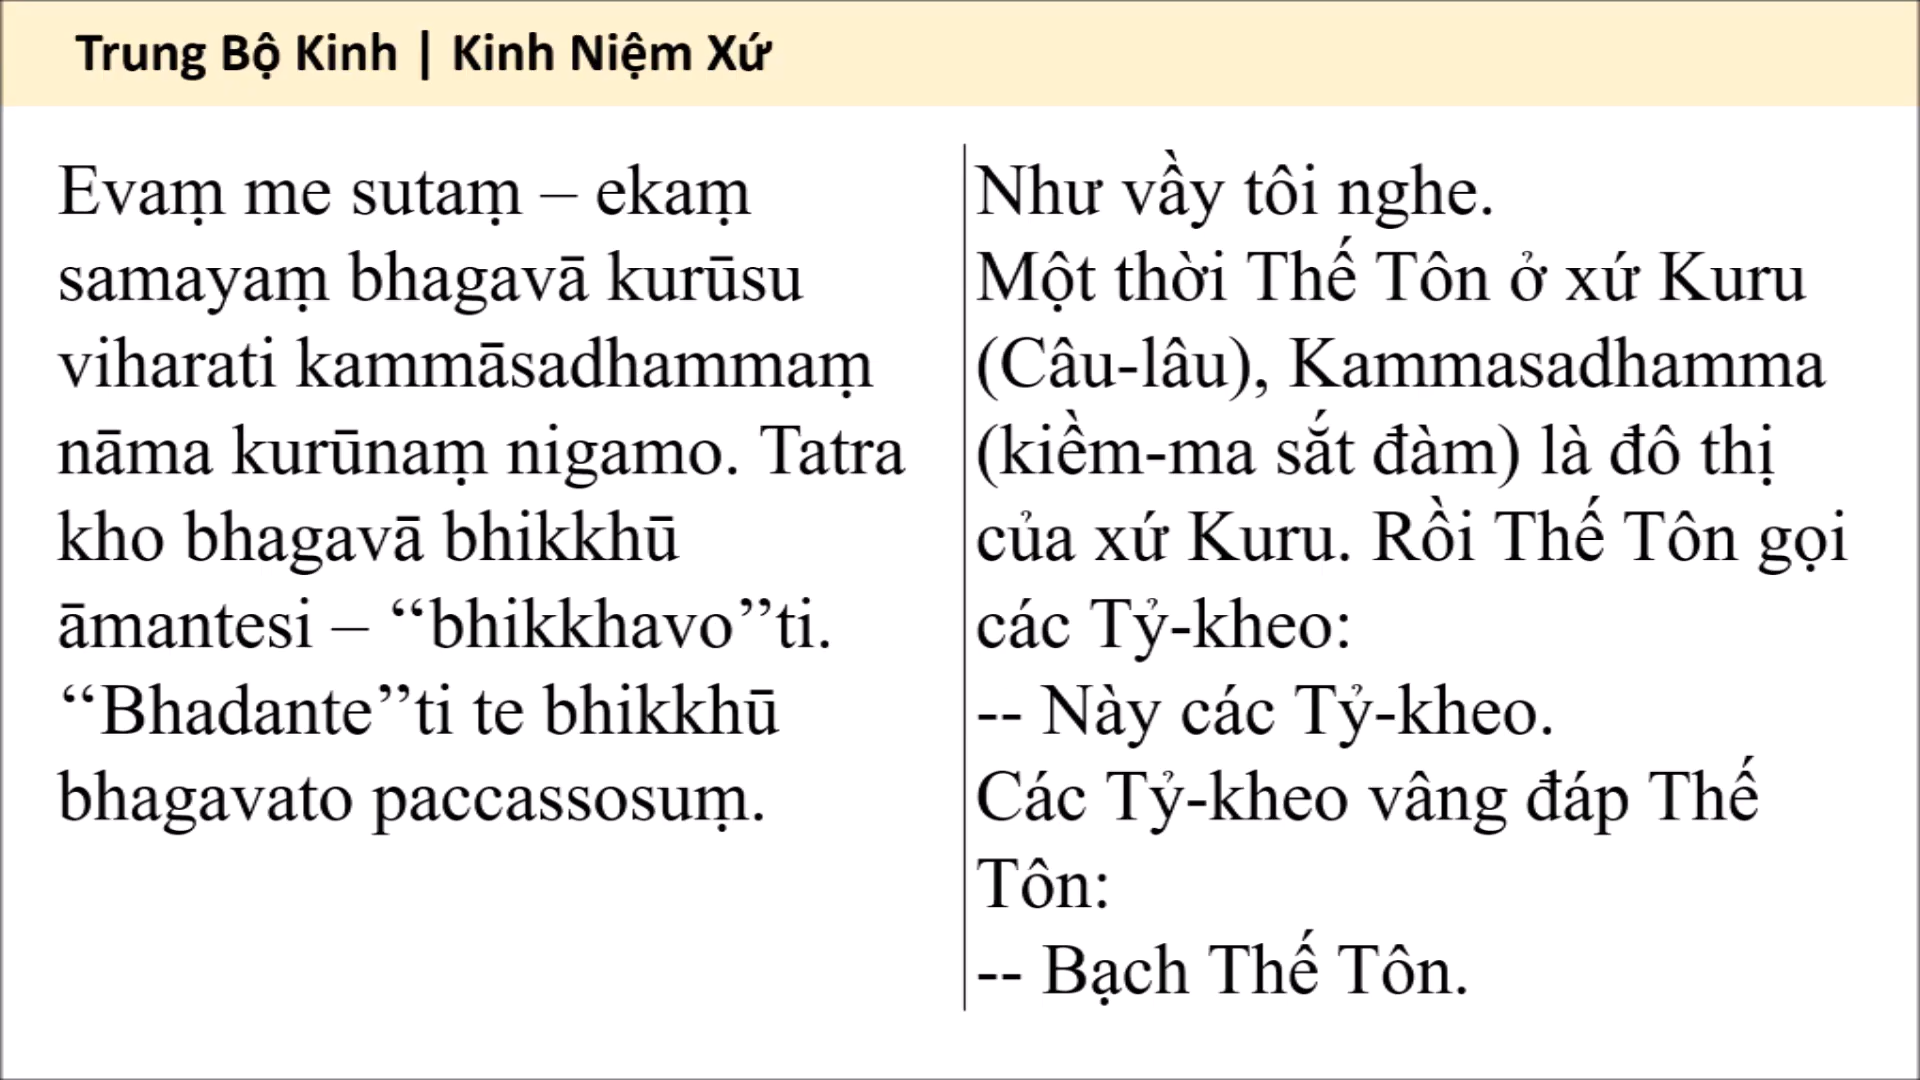 Trung Bộ Kinh | Kinh Niệm Xứ
Evaṃ me sutaṃ – ekaṃ
samayaṃ bhagavā kurūsu
viharati kammāsadhammaṃ
nāma kurūnaṃ nigamo. Tatra
kho bhagavā bhikkhū
āmantesi – ‘‘bhikkhavo’’ti.
‘‘Bhadante’’ti te bhikkhū
bhagavato paccassosuṃ.
Như vầy tôi nghe.
Một thời Thế Tôn ở xứ Kuru
(Câu-lâu), Kammasadhamma
(kiềm-ma sắt đàm) là đô thị
của xứ Kuru. Rồi Thế Tôn gọi
các Tỷ-kheo:
-- Này các Tỷ-kheo.
Các Tỷ-kheo vâng đáp Thế
Tôn:
-- Bạch Thế Tôn.